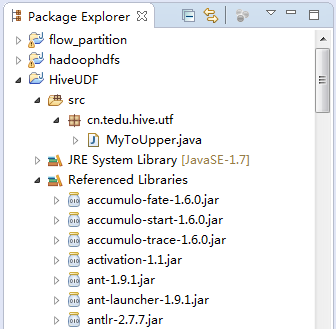 Package Explorer
flow_partition
hadoophdfs
HiveUDF
src
cn.tedu.hive.utf
MyToUpper.java
JRE System Library [JavaSE-1.7]
Referenced Libraries
accumulo-fate-1.6.0.jar
accumulo-start-1.6.0.jar
accumulo-trace-1.6.0.jar
activation-1.1.jar
ant-1.9.1.jar
ant-launcher-1.9.1.jar
antlr-2.7.7.jar